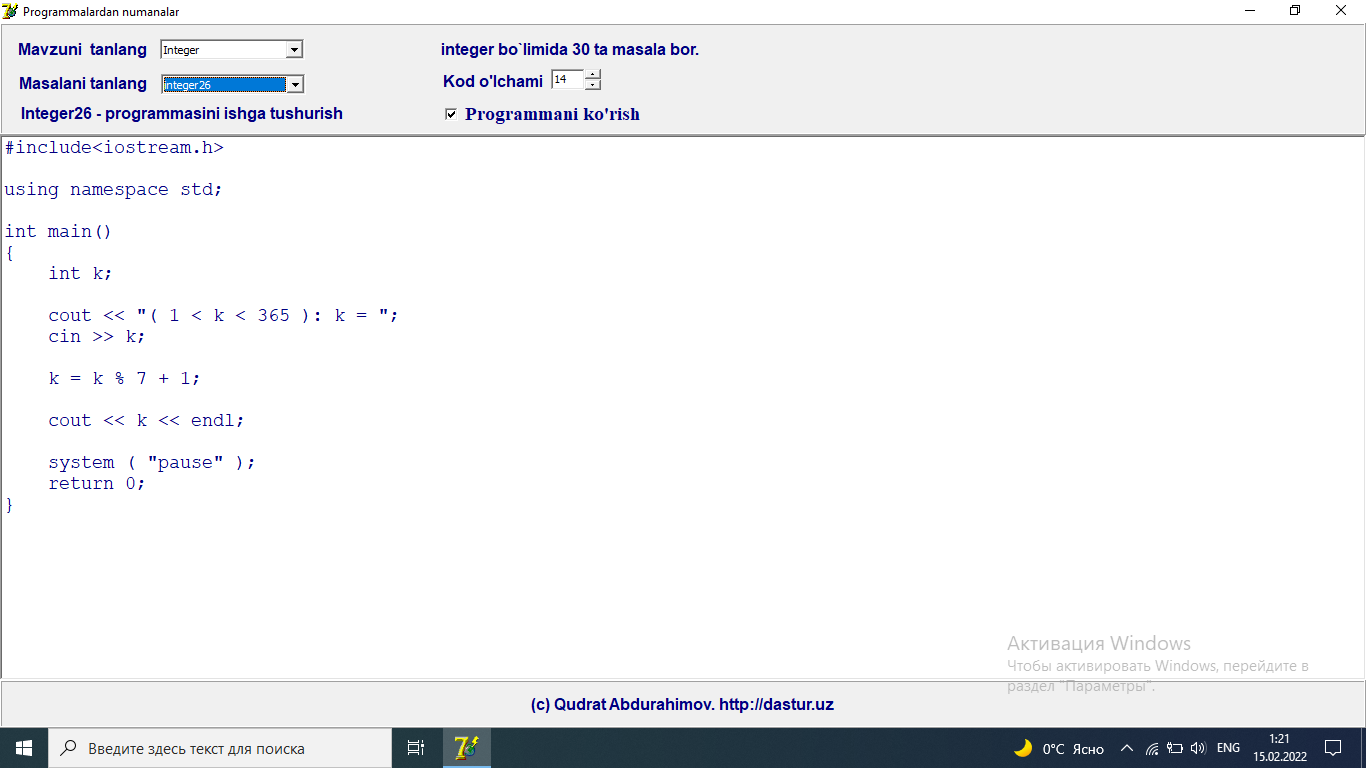 Programmalardan numanalar
Mavzuni tanlang Integer integer bo`limida 30 ta masala bor.
Masalani tanlang integer26 Kod o'lchami 14
Integer26 - programmasini ishga tushurish Programmani ko'rish
#include<iostream.h>
using namespace std;
int main()
{
int k;
cout << "( 1 < k < 365 ): k = ";
cin >> k;
k = k % 7 + 1;
cout << k << endl;
system ( "pause" );
return 0;
}
Активация Windows
Чтобы активировать Windows, перейдите в
раздел "Параметры".
(c) Qudrat Abdurahimov. http://dastur.uz
Введите здесь текст для поиска 0°C Ясно ENG 1:21
15.02.2022